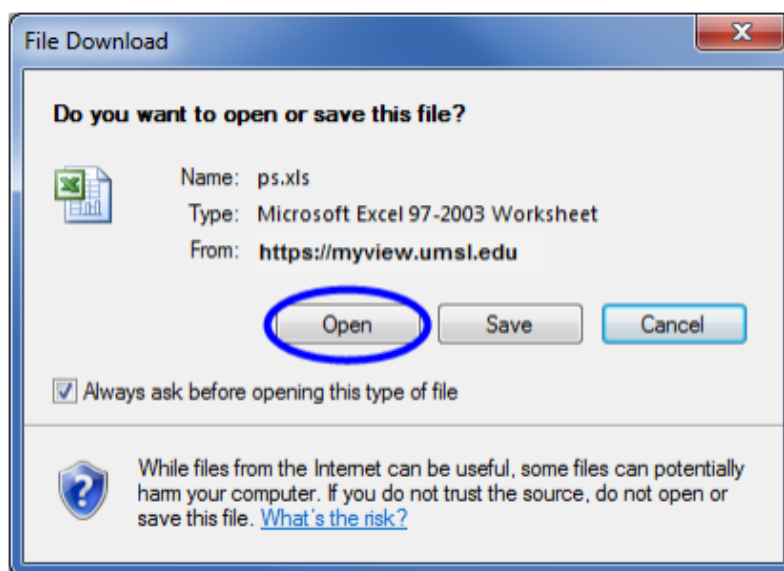 File Download
Do you want to open or save this file?
Name: ps.xls
Type: Microsoft Excel 97-2003 Worksheet
From: https://myview.umsl.edu
Open Save Cancel
Always ask before opening this type of file
While files from the Internet can be useful, some files can potentially
harm your computer. If you do not trust the source, do not open or
save this file. What's the risk?